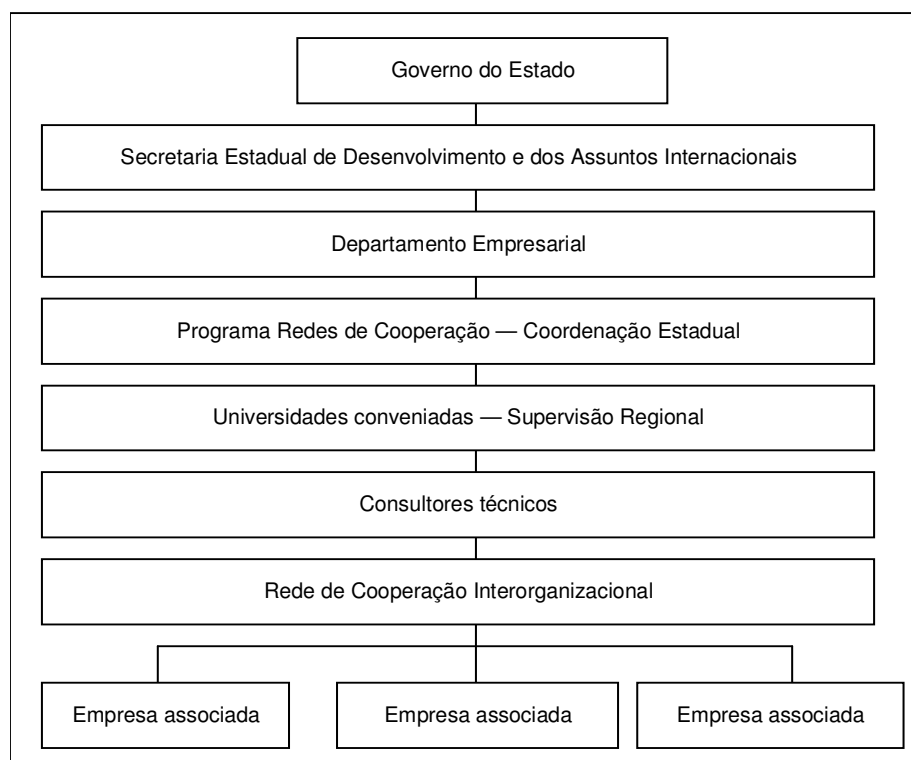 Governo do Estado
Secretaria Estadual de Desenvolvimento e dos Assuntos Internacionais
Departamento Empresarial
Programa Redes de Cooperação — Coordenação Estadual
Universidades conveniadas — Supervisão Regional
Consultores técnicos
Rede de Cooperação Interorganizacional
Empresa associada
Empresa associada
Empresa associada